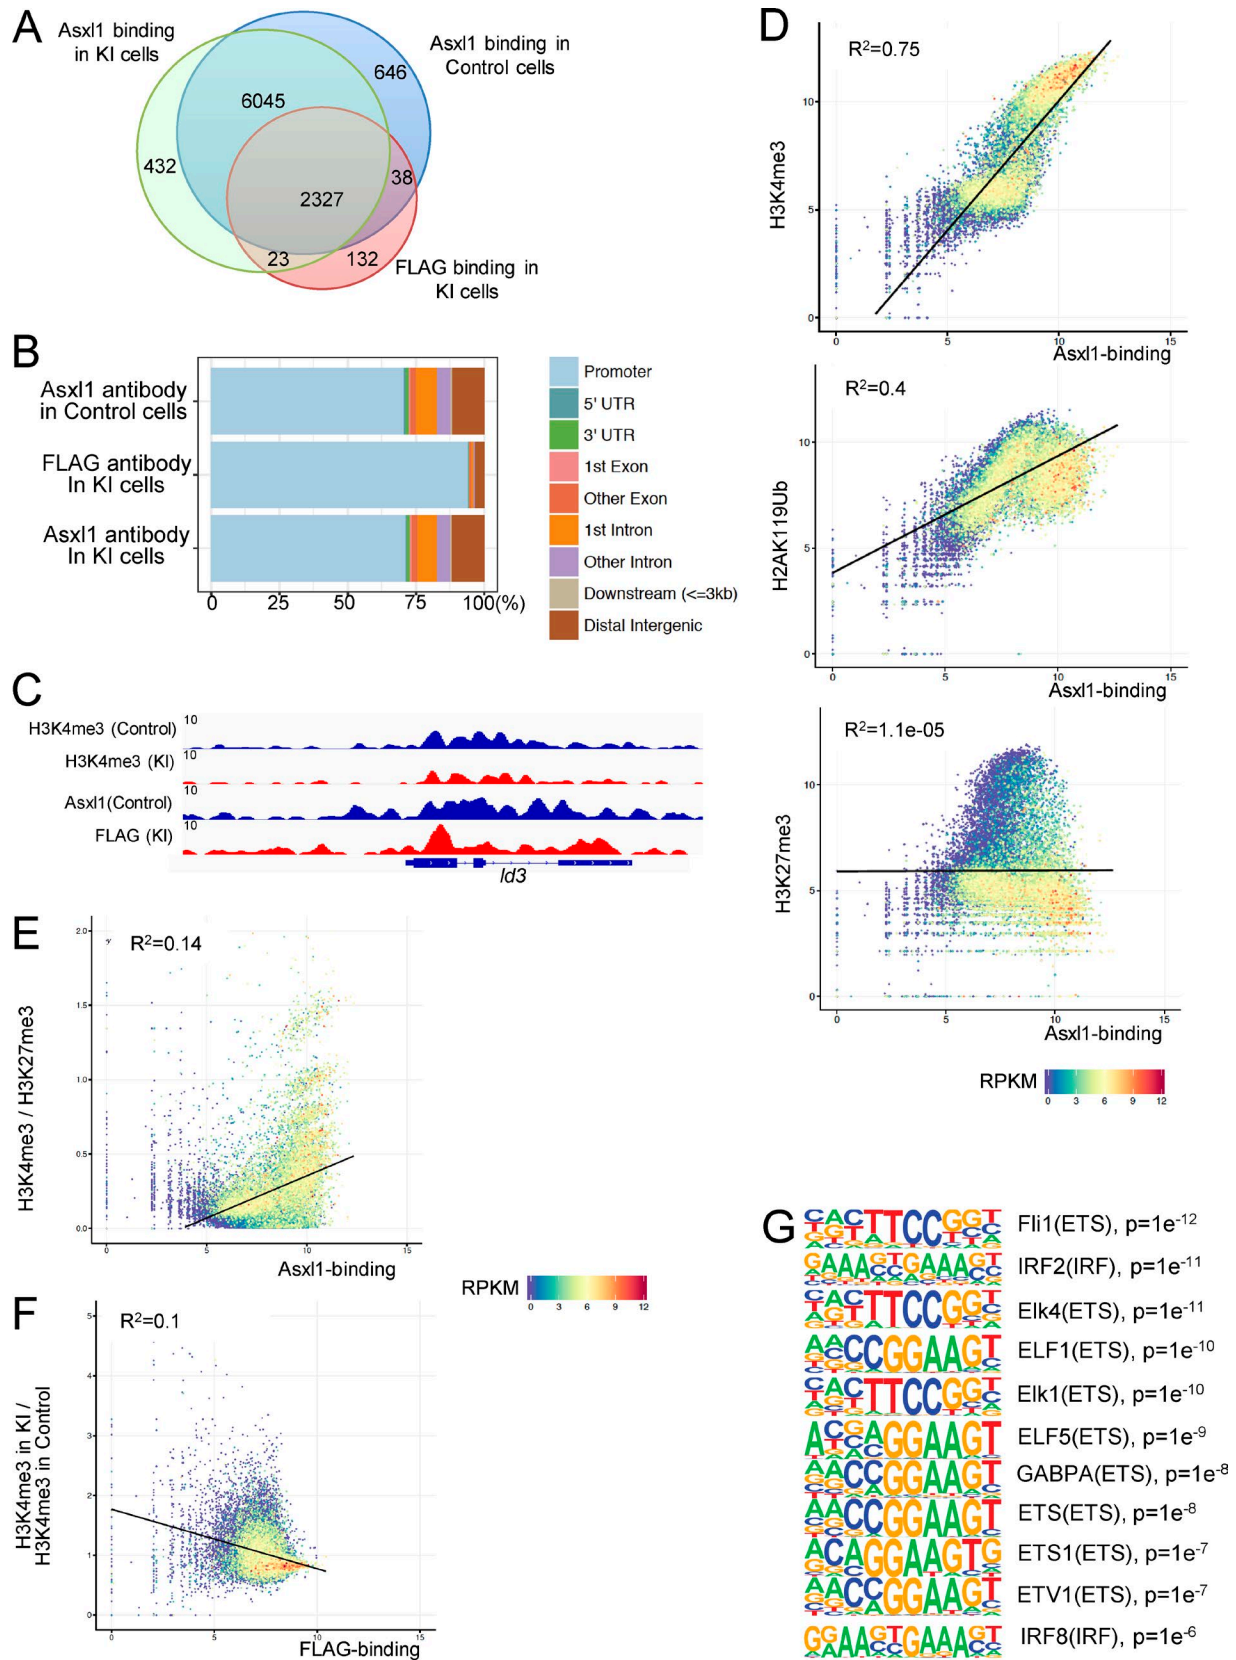 A
Asxl1 binding
in KI cells
Asxl1 binding in
Control cells
646
6045
432
38
2327
23
132
FLAG binding in
KI cells
B
Asxl1 antibody
in Control cells
FLAG antibody
In KI cells
Asxl1 antibody
In KI cells
0 25 50 75 100(%)
Promoter
5' UTR
3' UTR
1st Exon
Other Exon
1st Intron
Other Intron
Downstream (<=3kb)
Distal Intergenic
C
H3K4me3 (Control)
10
H3K4me3 (KI)
10
Asxl1(Control)
10
FLAG (KI)
10
Id3
D
R²=0.75
H3K4me3
10
5
0
0 5 10 15
Asxl1-binding
R²=0.4
H2AK119Ub
10
5
0
0 5 10 15
Asxl1-binding
R²=1.1e-05
H3K27me3
10
5
0
0 5 10 15
Asxl1-binding
RPKM
0 3 6 9 12
E
R²=0.14
H3K4me3 / H3K27me3
2.0
1.5
1.0
0.5
0.0
0 5 10 15
Asxl1-binding
RPKM
0 3 6 9 12
F
R²=0.1
H3K4me3 in KI /
H3K4me3 in Control
5
4
3
2
1
0
0 5 10 15
FLAG-binding
G
Fli1(ETS), p=1e⁻¹²
IRF2(IRF), p=1e⁻¹¹
Elk4(ETS), p=1e⁻¹¹
ELF1(ETS), p=1e⁻¹⁰
Elk1(ETS), p=1e⁻¹⁰
ELF5(ETS), p=1e⁻⁹
GABPA(ETS), p=1e⁻⁸
ETS(ETS), p=1e⁻⁸
ETS1(ETS), p=1e⁻⁷
ETV1(ETS), p=1e⁻⁷
IRF8(IRF), p=1e⁻⁶